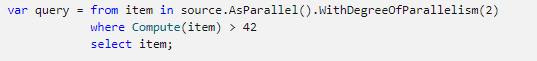 var query = from item in source.AsParallel().WithDegreeOfParallelism(2)
            where Compute(item) > 42
            select item;